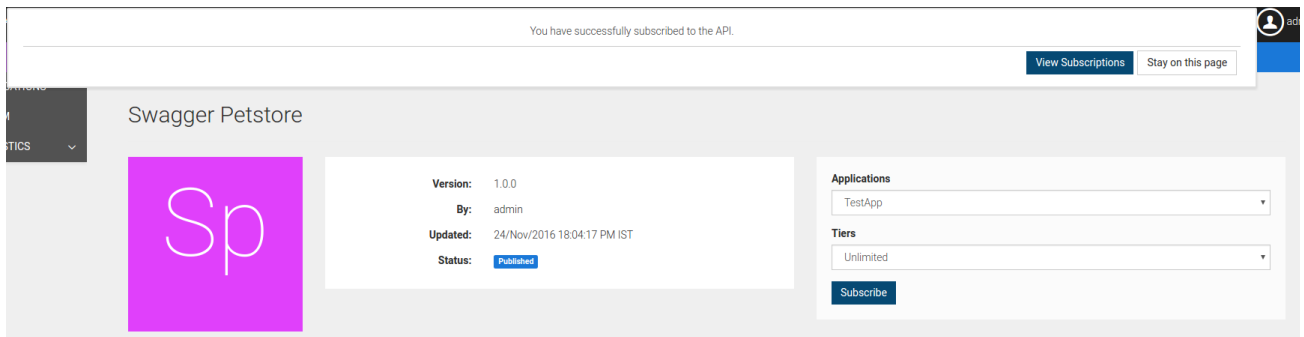 You have successfully subscribed to the API.
adm
View Subscriptions
Stay on this page
STICS
Swagger Petstore
Sp
Version: 1.0.0
By: admin
Updated: 24/Nov/2016 18:04:17 PM IST
Status: Published
Applications
TestApp
Tiers
Unlimited
Subscribe